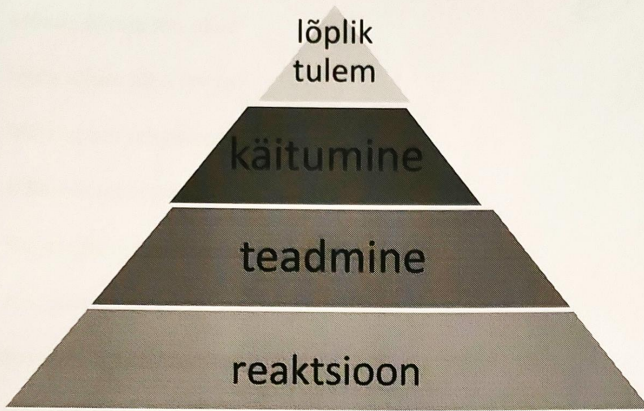 lõplik
tulem
käitumine
teadmine
reaktsioon